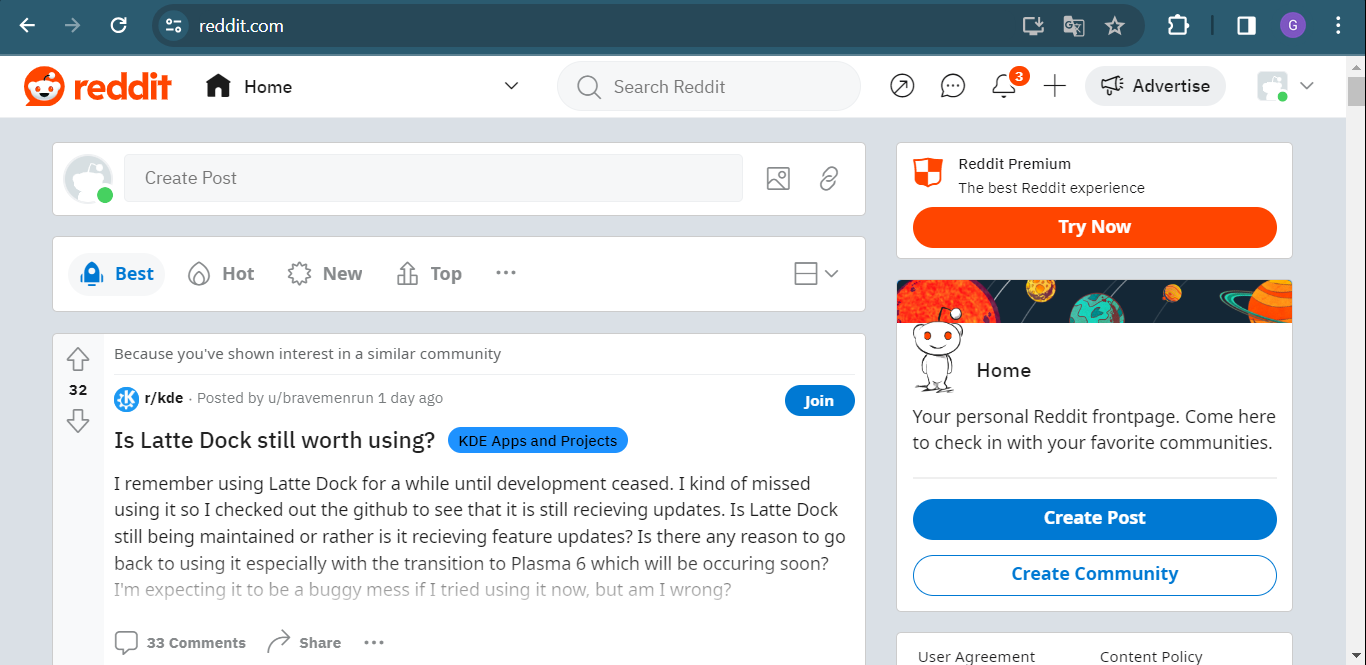 reddit.com
G
reddit
Home
Search Reddit
3
Advertise
Create Post
Best
Hot
New
Top
32
Because you've shown interest in a similar community
r/kde · Posted by u/bravemenrun 1 day ago
Join
Is Latte Dock still worth using? KDE Apps and Projects
I remember using Latte Dock for a while until development ceased. I kind of missed
using it so I checked out the github to see that it is still recieving updates. Is Latte Dock
still being maintained or rather is it recieving feature updates? Is there any reason to go
back to using it especially with the transition to Plasma 6 which will be occuring soon?
I'm expecting it to be a buggy mess if I tried using it now, but am I wrong?
33 Comments
Share
Reddit Premium
The best Reddit experience
Try Now
Home
Your personal Reddit frontpage. Come here
to check in with your favorite communities.
Create Post
Create Community
User Agreement
Content Policy